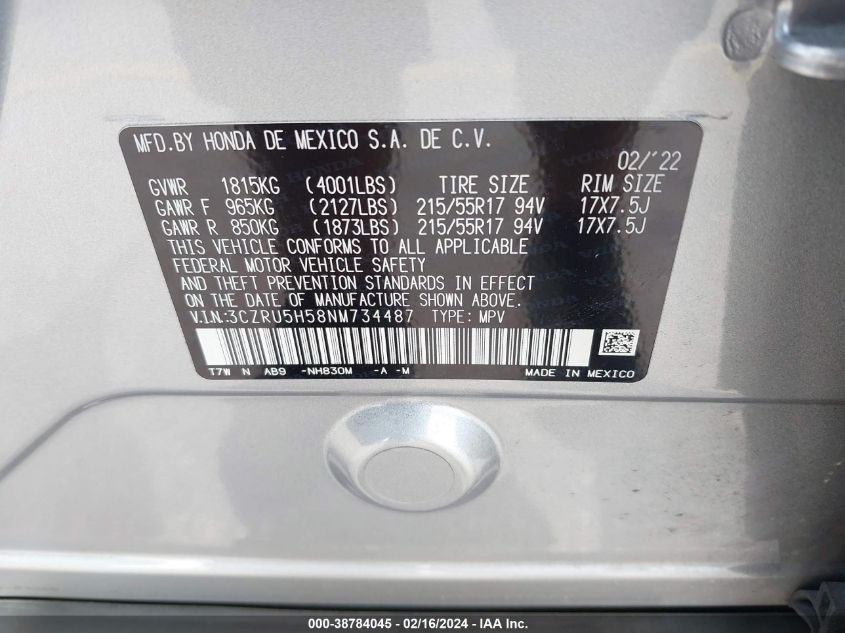 MFD.BY HONDA DE MEXICO S.A. DE C.V.
02/'22
GVWR 1815KG (4001LBS) TIRE SIZE RIM SIZE
GAWR F 965KG (2127LBS) 215/55R17 94V 17X7.5J
GAWR R 850KG (1873LBS) 215/55R17 94V 17X7.5J
THIS VEHICLE CONFORMS TO ALL APPLICABLE
FEDERAL MOTOR VEHICLE SAFETY
AND THEFT PREVENTION STANDARDS IN EFFECT
ON THE DATE OF MANUFACTURE SHOWN ABOVE.
V.I.N.:3CZRU5H58NM734487 TYPE: MPV
T7W N AB9 -NH830M -A -M MADE IN MEXICO
000-38784045 - 02/16/2024 - IAA Inc.